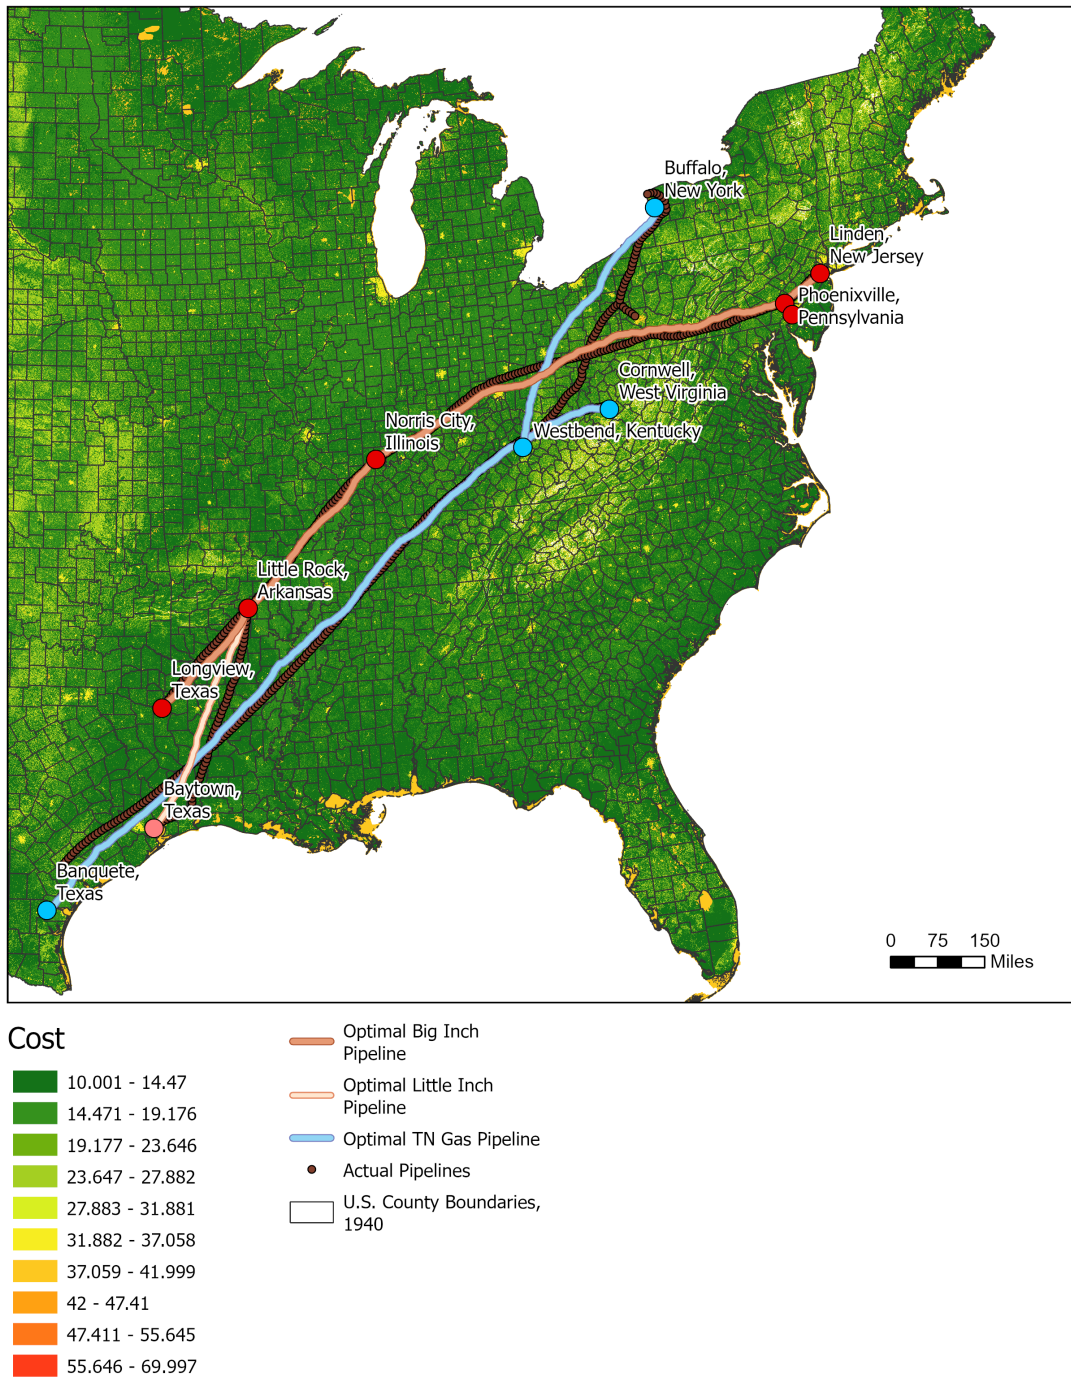 Buffalo,
New York
Linden,
New Jersey
Phoenixville,
Pennsylvania
Cornwell,
West Virginia
Norris City,
Illinois
Westbend, Kentucky
Little Rock,
Arkansas
Longview,
Texas
Baytown,
Texas
Banquete,
Texas
0 75 150
Miles
Cost
10.001 - 14.47
14.471 - 19.176
19.177 - 23.646
23.647 - 27.882
27.883 - 31.881
31.882 - 37.058
37.059 - 41.999
42 - 47.41
47.411 - 55.645
55.646 - 69.997
Optimal Big Inch
Pipeline
Optimal Little Inch
Pipeline
Optimal TN Gas Pipeline
Actual Pipelines
U.S. County Boundaries,
1940